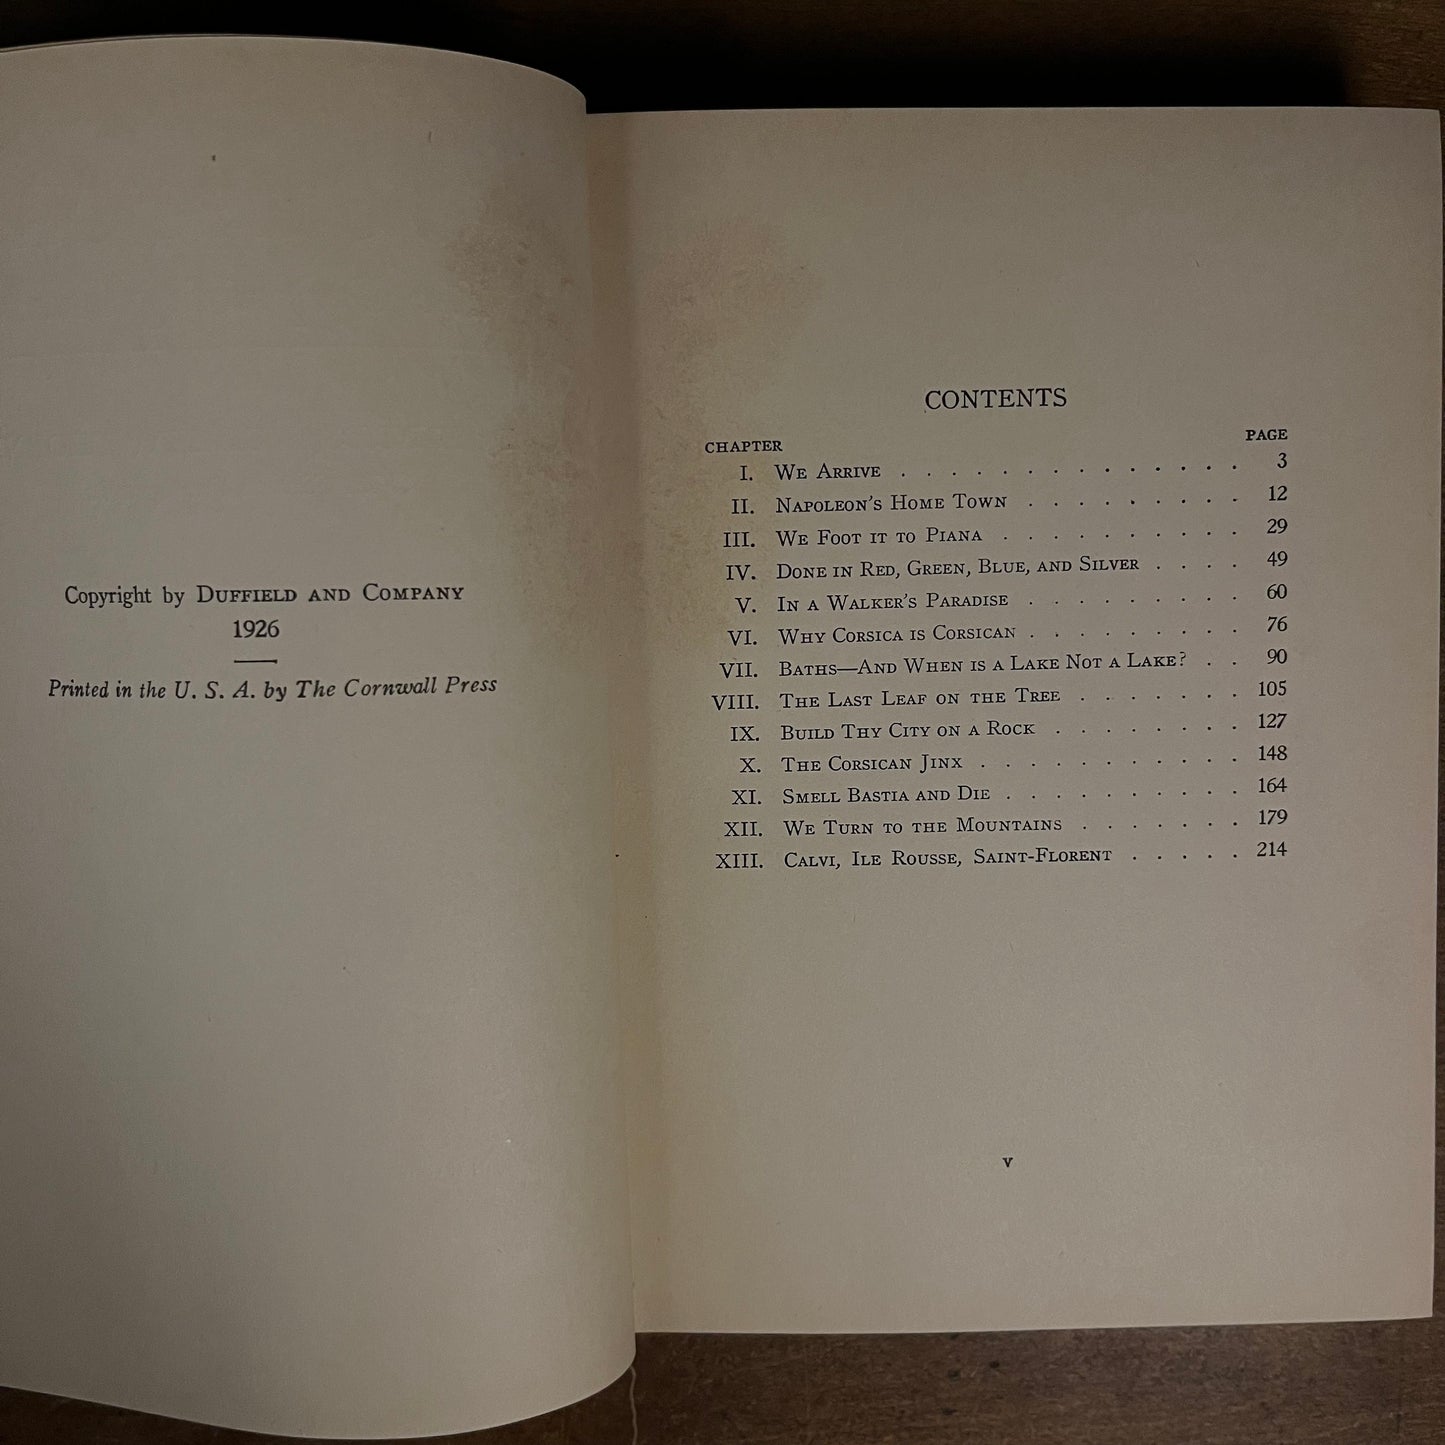 Copyright by DUFFIELD AND COMPANY
1926
Printed in the U. S. A. by The Cornwall Press
CONTENTS
CHAPTER PAGE
I. WE ARRIVE . . . . . . . . . . . . . . 3
II. NAPOLEON'S HOME TOWN . . . . . . . . . 12
III. WE FOOT IT TO PIANA . . . . . . . . . . 29
IV. DONE IN RED, GREEN, BLUE, AND SILVER . . . . 49
V. IN A WALKER'S PARADISE . . . . . . . . . 60
VI. WHY CORSICA IS CORSICAN . . . . . . . . . 76
VII. BATHS—AND WHEN IS A LAKE NOT A LAKE? . . 90
VIII. THE LAST LEAF ON THE TREE . . . . . . . 105
IX. BUILD THY CITY ON A ROCK . . . . . . . . 127
X. THE CORSICAN JINX . . . . . . . . . . . 148
XI. SMELL BASTIA AND DIE . . . . . . . . . . 164
XII. WE TURN TO THE MOUNTAINS . . . . . . . 179
XIII. CALVI, ILE ROUSSE, SAINT-FLORENT . . . . . 214
v